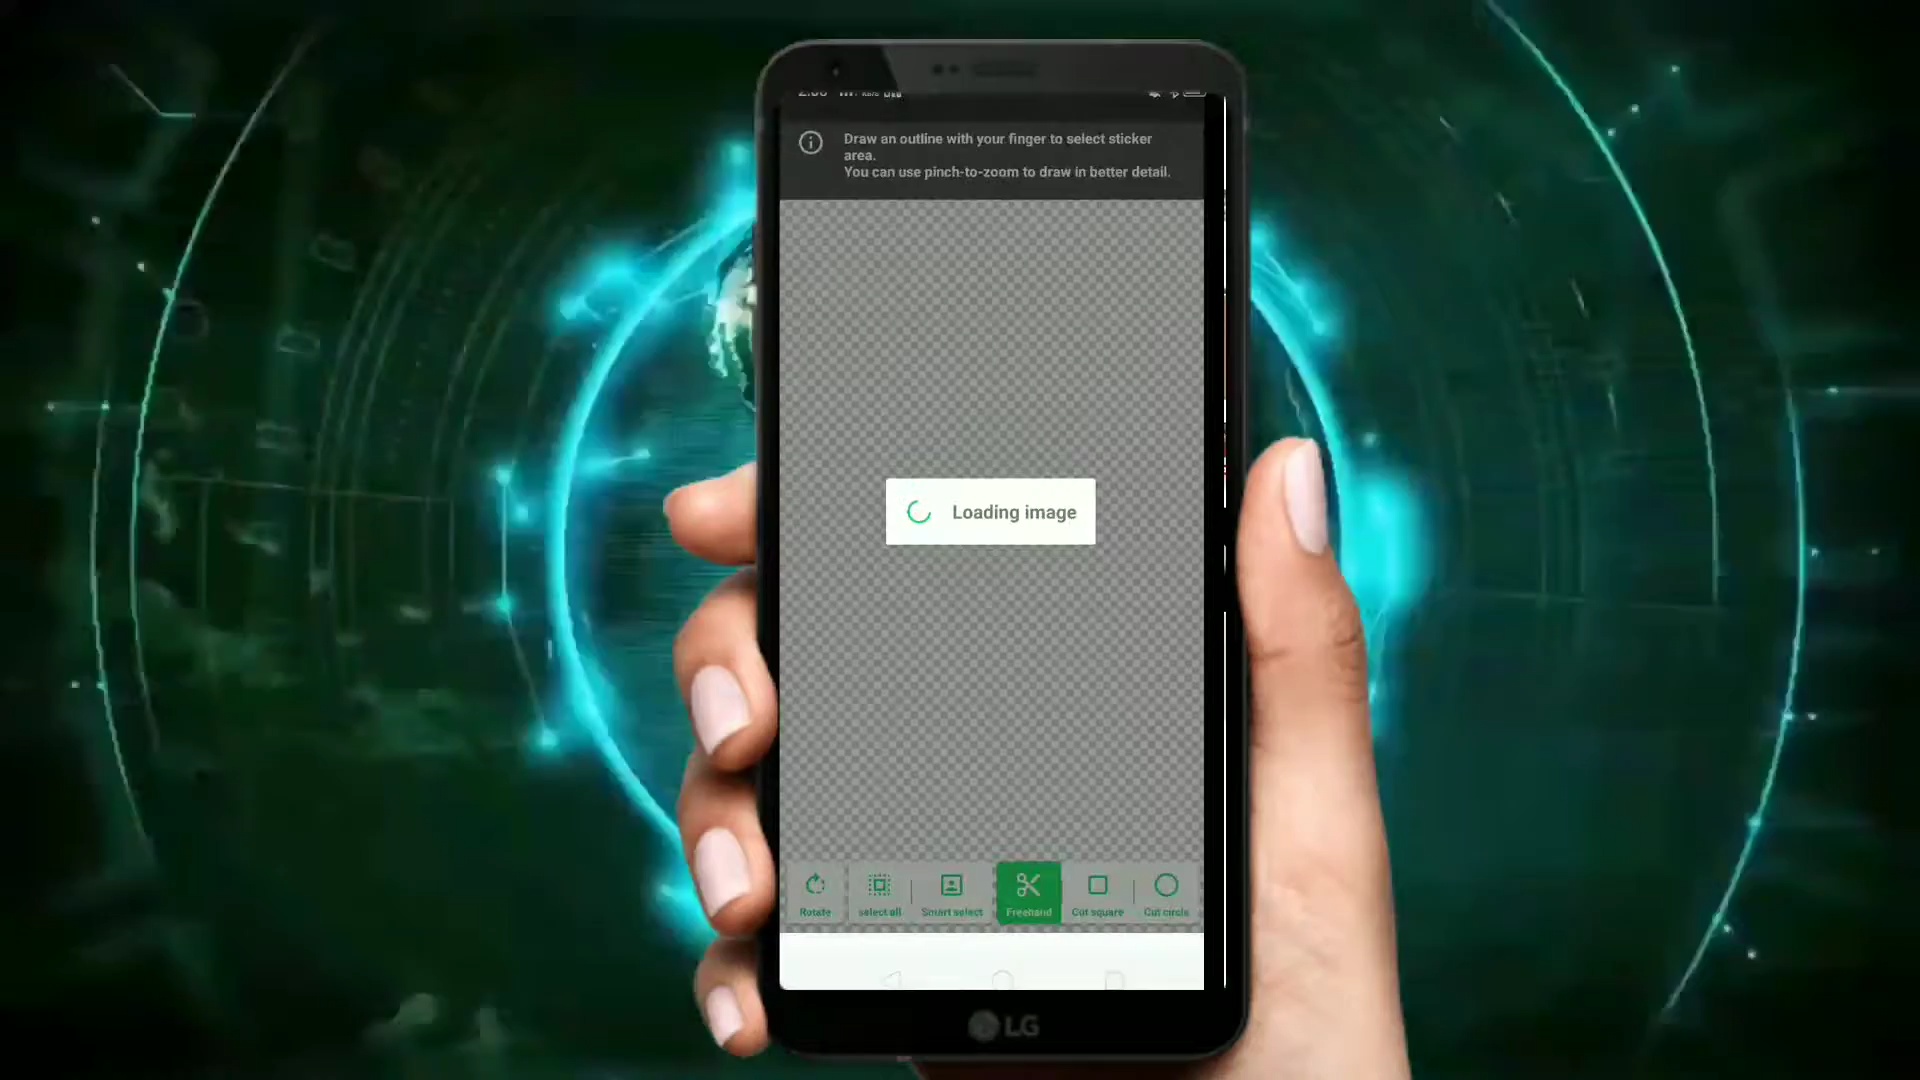 Draw an outline with your finger to select sticker
area.
You can use pinch-to-zoom to draw in better detail.
Loading image
Rotate
select all
Smart select
Freehand
Cut square
Cut circle
LG